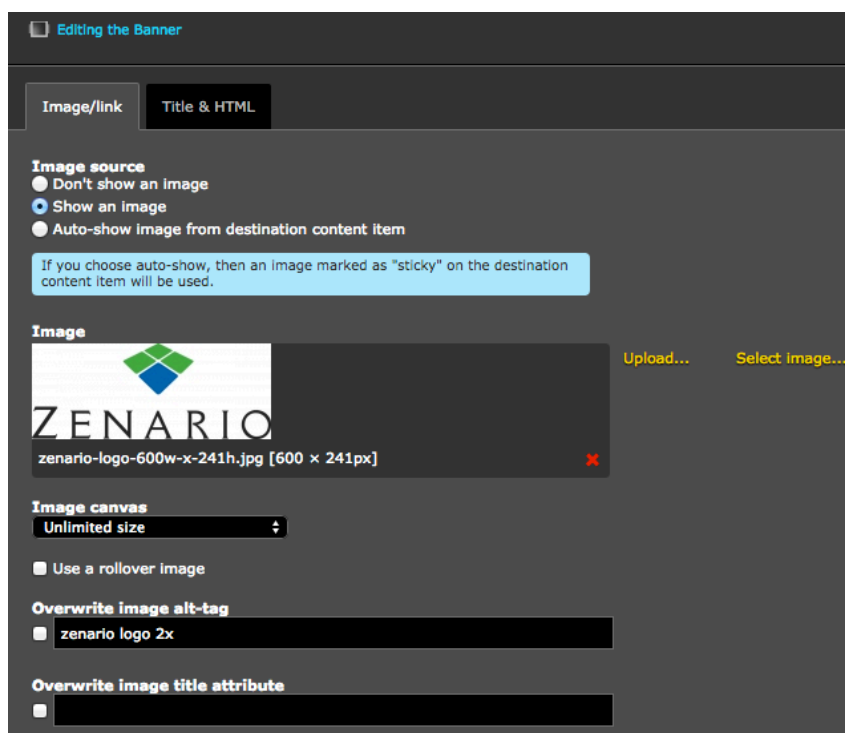 Editing the Banner
Image/link
Title & HTML
Image source
Don't show an image
Show an image
Auto-show image from destination content item
If you choose auto-show, then an image marked as "sticky" on the destination
content item will be used.
Image
ZENARIO
Upload...
Select image...
zenario-logo-600w-x-241h.jpg [600 × 241px]
Image canvas
Unlimited size
Use a rollover image
Overwrite image alt-tag
zenario logo 2x
Overwrite image title attribute